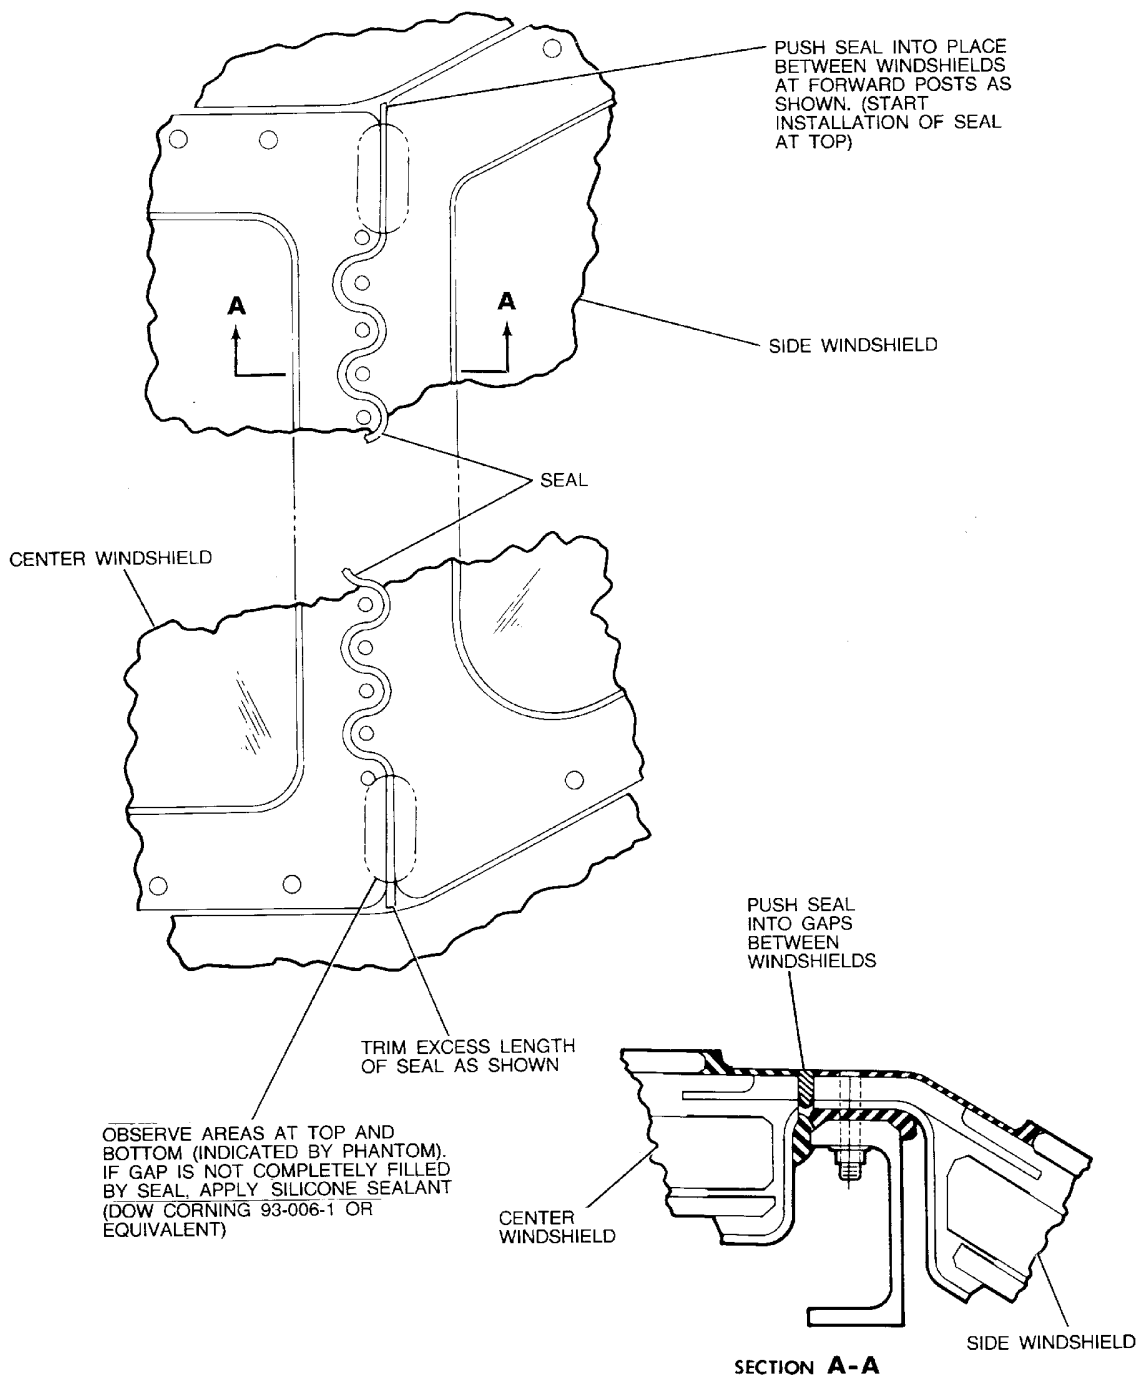 PUSH SEAL INTO PLACE
BETWEEN WINDSHIELDS
AT FORWARD POSTS AS
SHOWN. (START
INSTALLATION OF SEAL
AT TOP)
A
A
SIDE WINDSHIELD
SEAL
CENTER WINDSHIELD
PUSH SEAL
INTO GAPS
BETWEEN
WINDSHIELDS
TRIM EXCESS LENGTH
OF SEAL AS SHOWN
OBSERVE AREAS AT TOP AND
BOTTOM (INDICATED BY PHANTOM).
IF GAP IS NOT COMPLETELY FILLED
BY SEAL, APPLY SILICONE SEALANT
(DOW CORNING 93-006-1 OR
EQUIVALENT)
CENTER
WINDSHIELD
SIDE WINDSHIELD
SECTION A-A